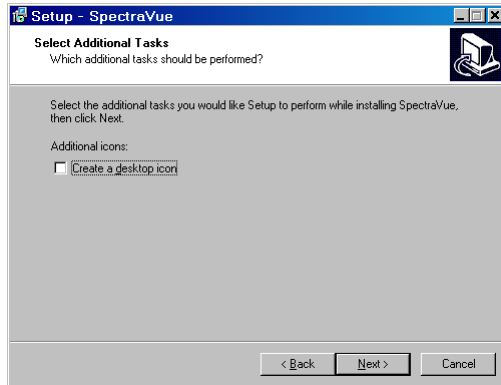 Setup - SpectraVue
Select Additional Tasks
Which additional tasks should be performed?
Select the additional tasks you would like Setup to perform while installing SpectraVue,
then click Next.
Additional icons:
Create a desktop icon
< Back Next > Cancel